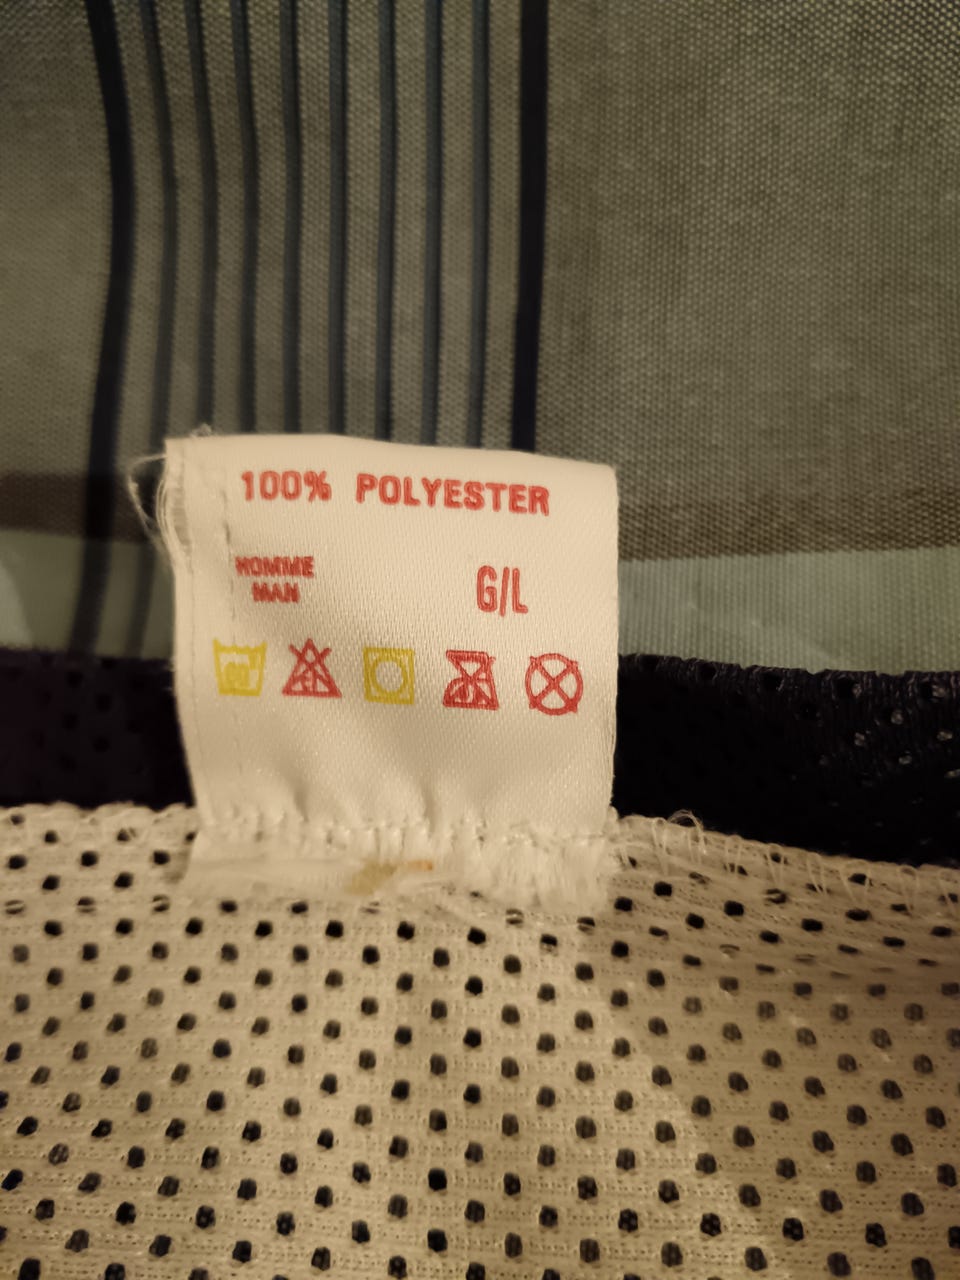 100% POLYESTER
HOMME
MAN
G/L